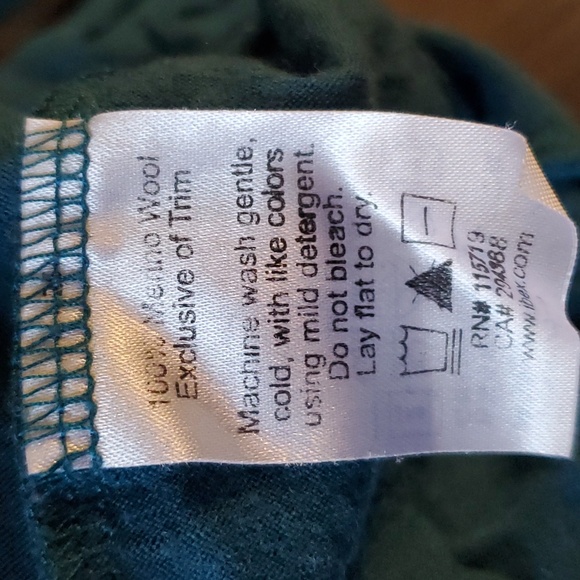 100% Merino Wool
Exclusive of Trim
Machine wash gentle,
cold, with like colors
using mild detergent.
Do not bleach.
Lay flat to dry.
RN# 115719
CA#